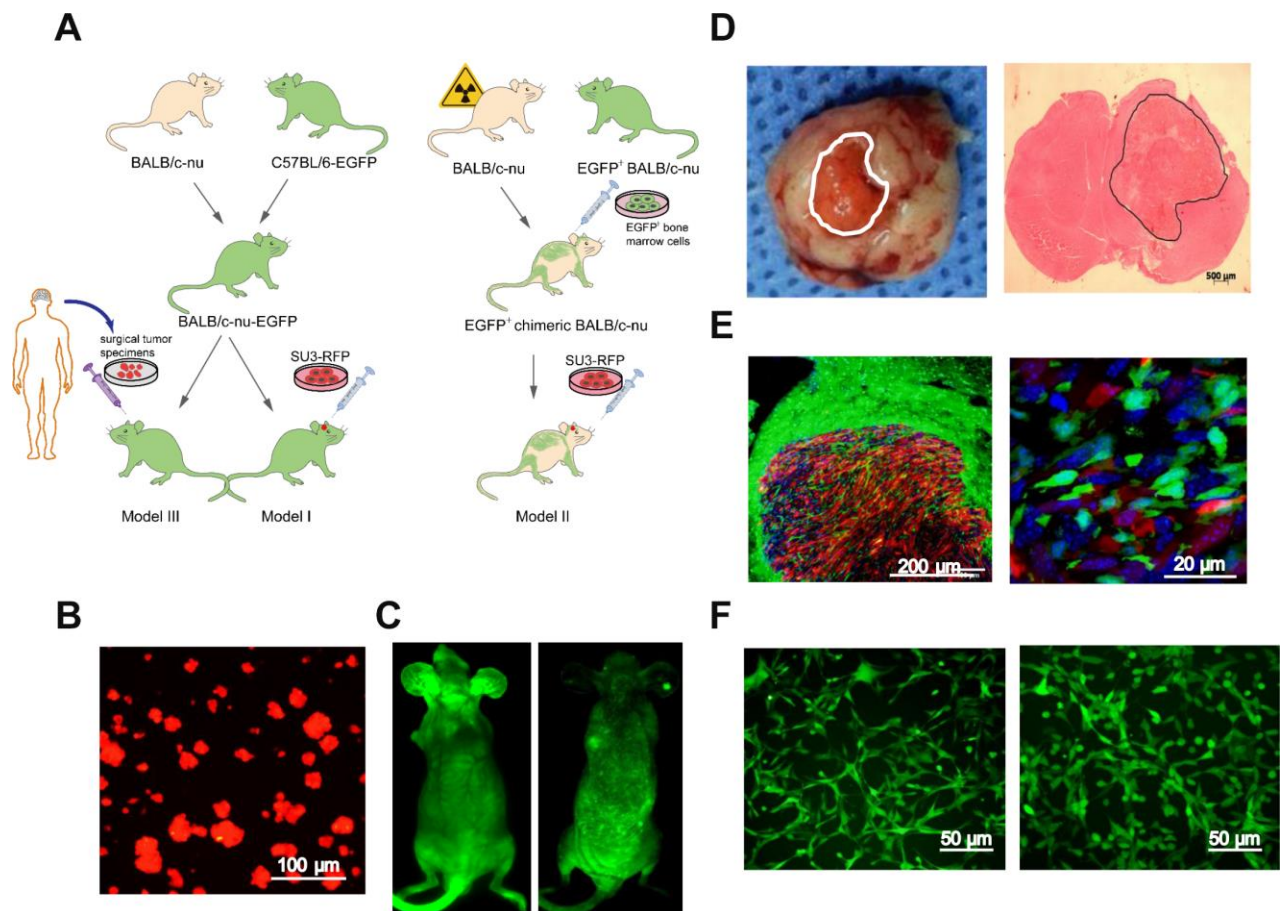 A
BALB/c-nu
C57BL/6-EGFP
BALB/c-nu
EGFP⁺ BALB/c-nu
EGFP⁺ bone
marrow cells
BALB/c-nu-EGFP
EGFP⁺ chimeric BALB/c-nu
surgical tumor
specimens
SU3-RFP
SU3-RFP
Model III
Model I
Model II
B
100 µm
C
D
500 µm
E
200 µm
20 µm
F
50 µm
50 µm